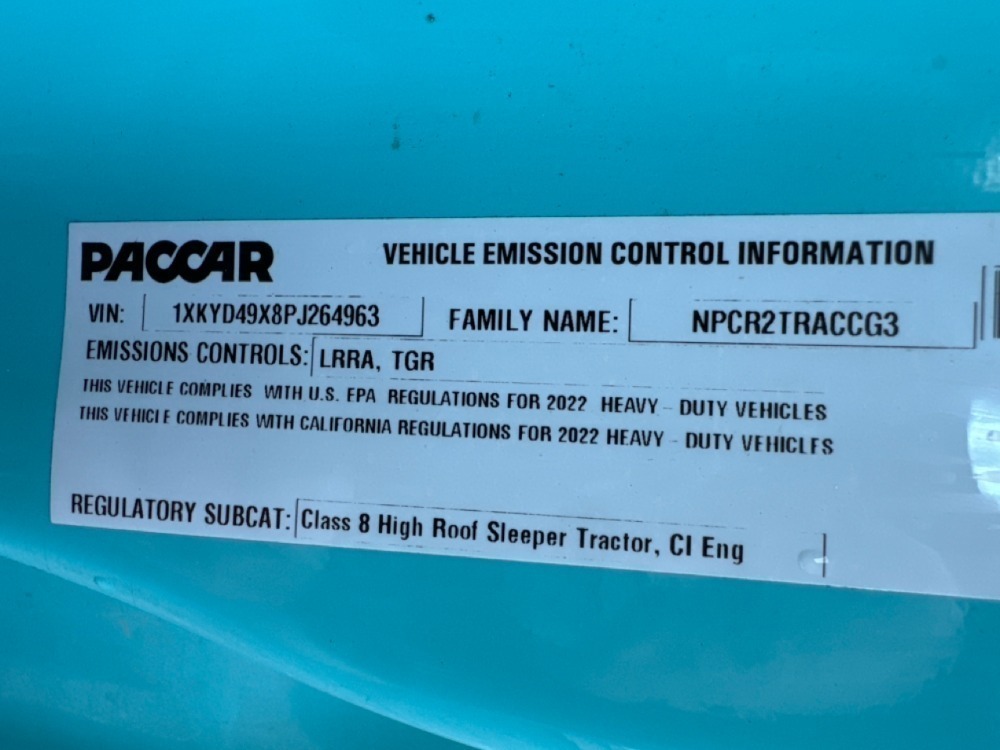 PACCAR VEHICLE EMISSION CONTROL INFORMATION
VIN: 1XKYD49X8PJ264963 FAMILY NAME: NPCR2TRACCG3
EMISSIONS CONTROLS: LRRA, TGR
THIS VEHICLE COMPLIES WITH U.S. EPA REGULATIONS FOR 2022 HEAVY - DUTY VEHICLES
THIS VEHICLE COMPLIES WITH CALIFORNIA REGULATIONS FOR 2022 HEAVY - DUTY VEHICLES
REGULATORY SUBCAT: Class 8 High Roof Sleeper Tractor, CI Eng